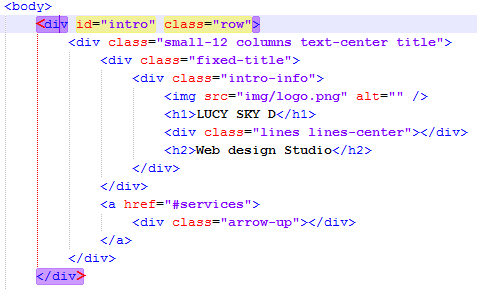 <body>
<div id="intro" class="row">
<div class="small-12 columns text-center title">
<div class="fixed-title">
<div class="intro-info">
<img src="img/logo.png" alt="" />
<h1>LUCY SKY D</h1>
<div class="lines lines-center"></div>
<h2>Web design Studio</h2>
</div>
</div>
<a href="#services">
<div class="arrow-up"></div>
</a>
</div>
</div>